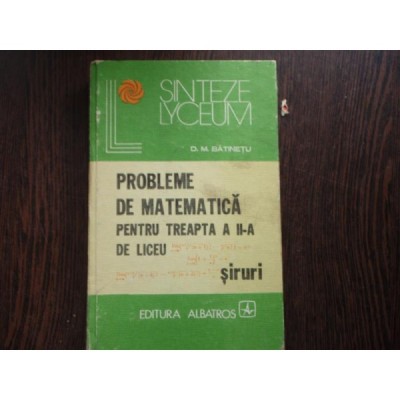 SINTEZE
LYCEUM
D. M. BĂTINEȚU
PROBLEME
DE MATEMATICĂ
PENTRU TREAPTA A II-A
DE LICEU
șiruri
EDITURA ALBATROS